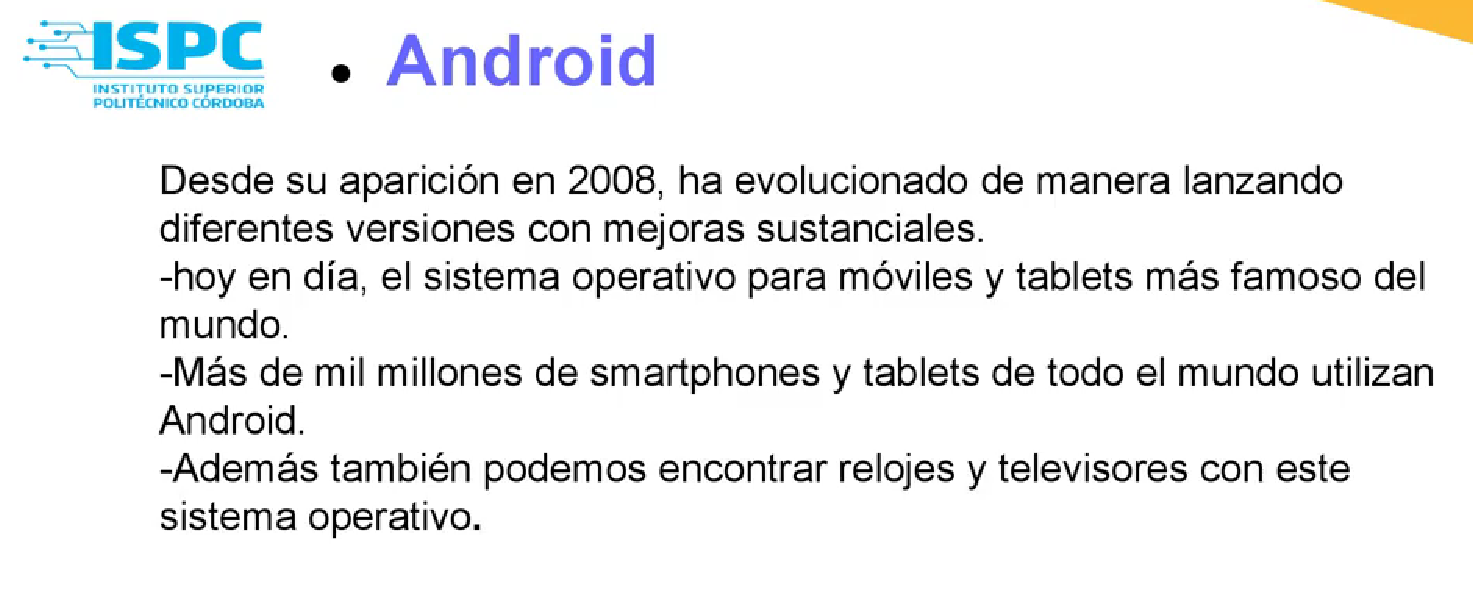 ISPC
INSTITUTO SUPERIOR
POLITÉCNICO CÓRDOBA
• Android
Desde su aparición en 2008, ha evolucionado de manera lanzando
diferentes versiones con mejoras sustanciales.
-hoy en día, el sistema operativo para móviles y tablets más famoso del
mundo.
-Más de mil millones de smartphones y tablets de todo el mundo utilizan
Android.
-Además también podemos encontrar relojes y televisores con este
sistema operativo.